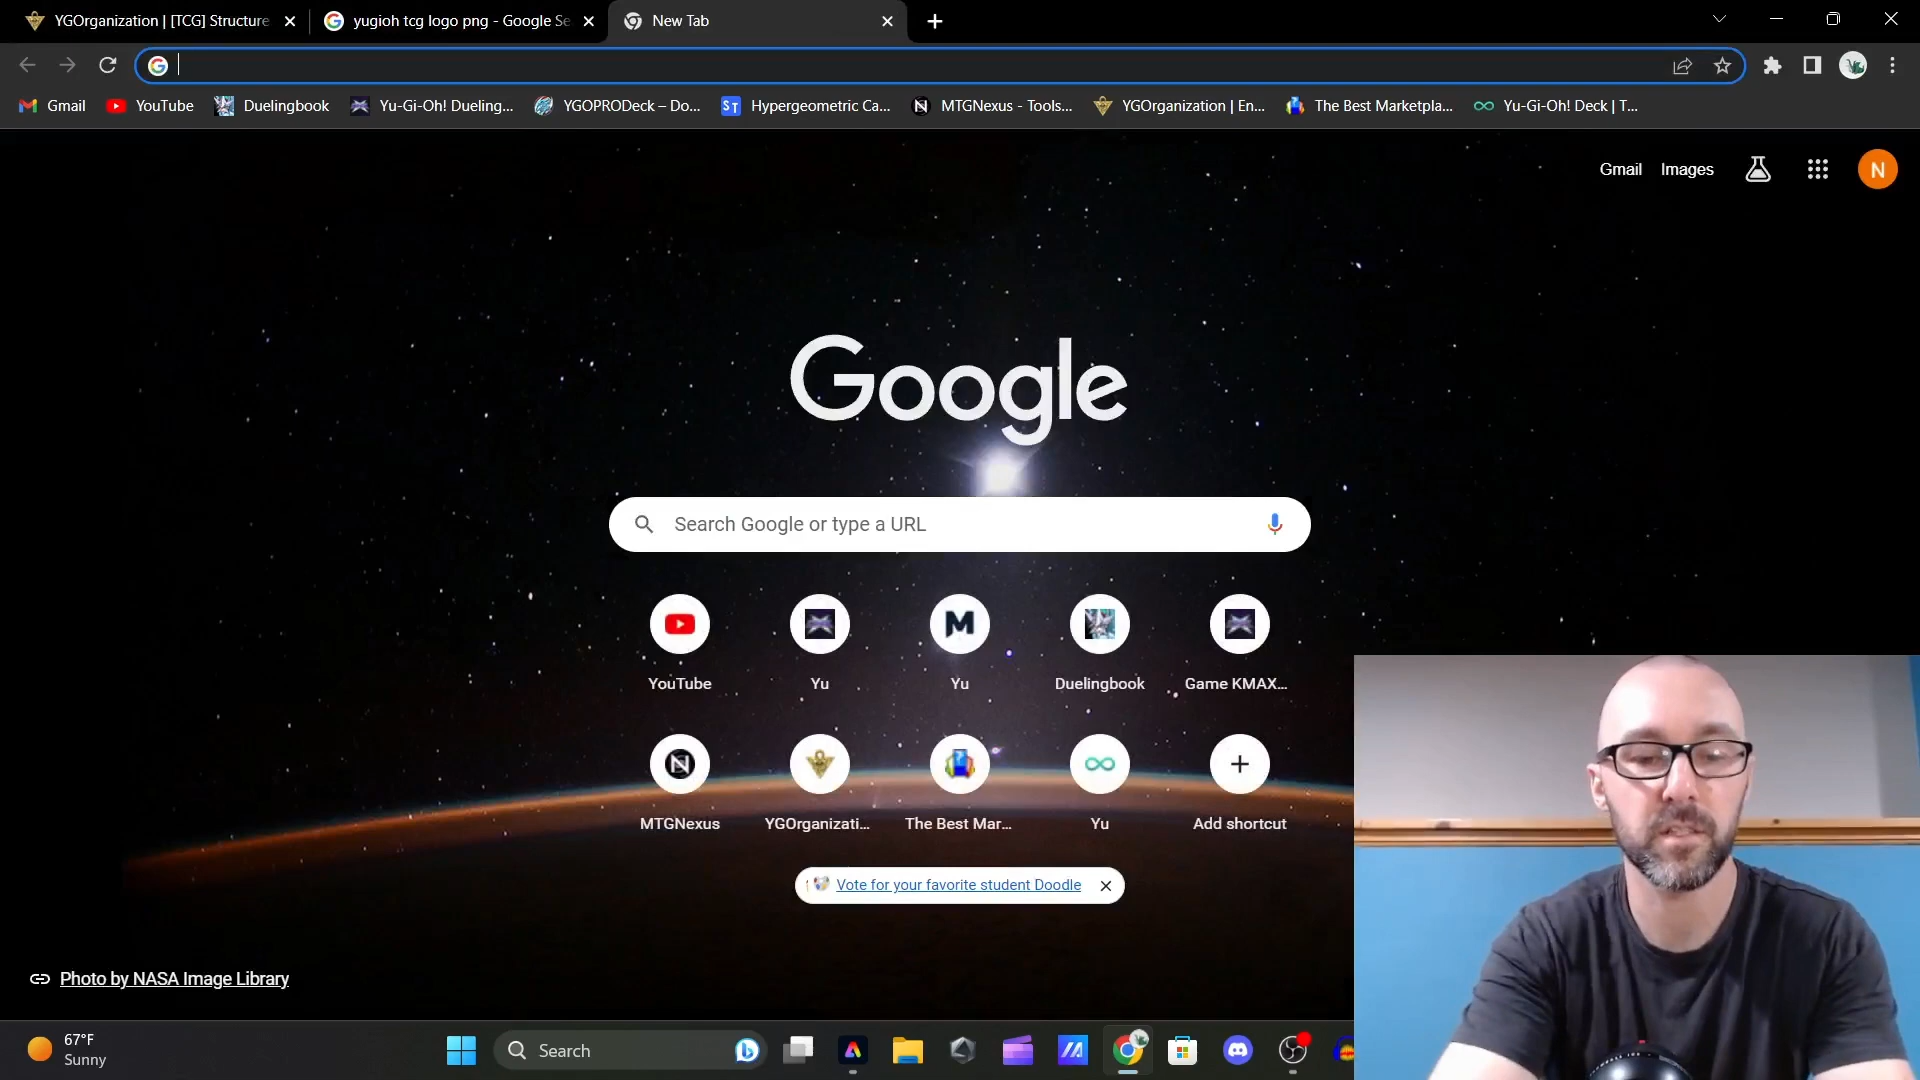 YGOrganization | [TCG] Structure
yugioh tcg logo png - Google Se
New Tab
Gmail
YouTube
Duelingbook
Yu-Gi-Oh! Dueling...
YGOPRODeck – Do...
ST
Hypergeometric Ca...
MTGNexus - Tools...
YGOrganization | En...
The Best Marketpla...
Yu-Gi-Oh! Deck | T...
Gmail
Images
N
Google
Search Google or type a URL
YouTube
Yu
M
Yu
Duelingbook
Game KMAX...
N
MTGNexus
YGOrganizati...
The Best Mar...
Yu
Add shortcut
Vote for your favorite student Doodle
Photo by NASA Image Library
67°F
Sunny
Search